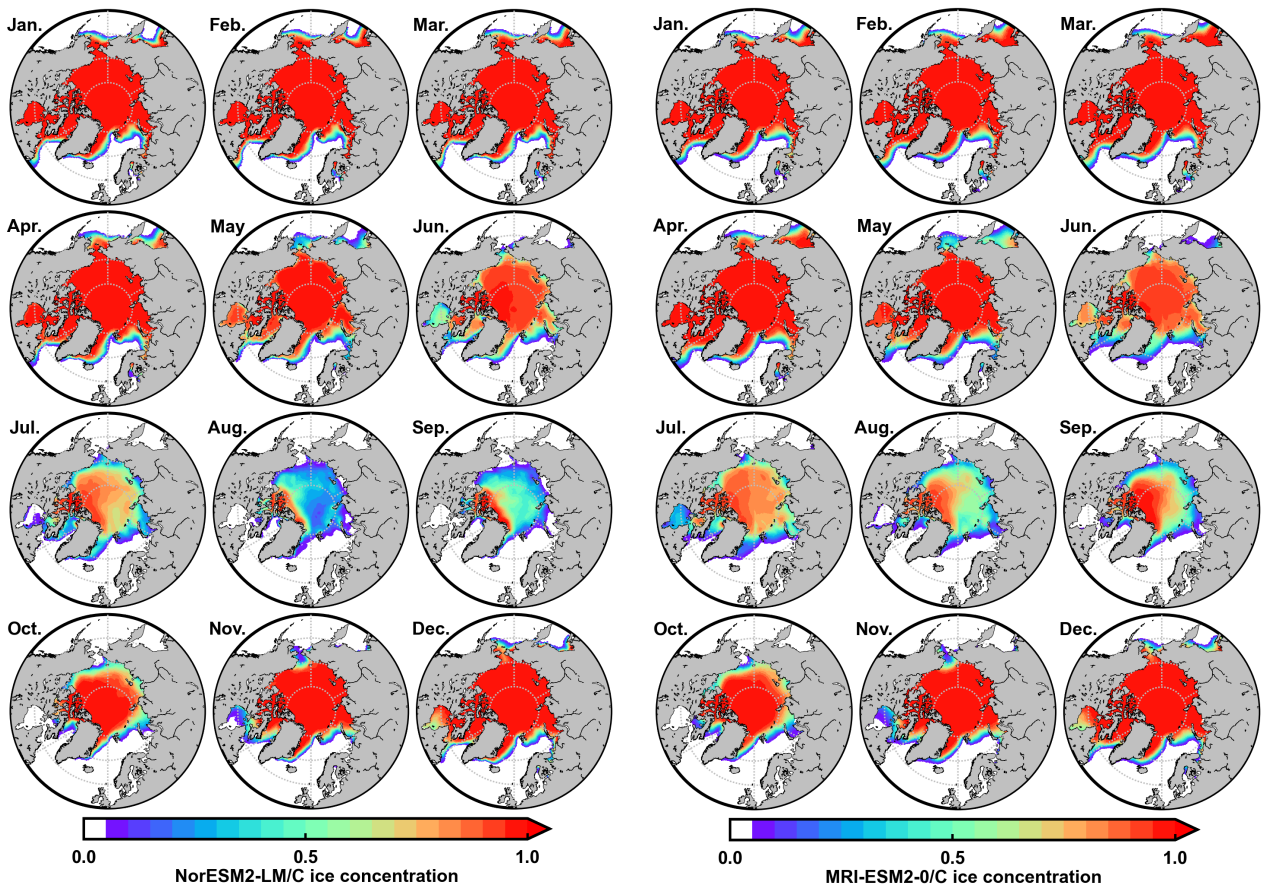 Jan. Feb. Mar. Jan. Feb. Mar.
Apr. May Jun. Apr. May Jun.
Jul. Aug. Sep. Jul. Aug. Sep.
Oct. Nov. Dec. Oct. Nov. Dec.
0.0 0.5 1.0 0.0 0.5 1.0
NorESM2-LM/C ice concentration MRI-ESM2-0/C ice concentration